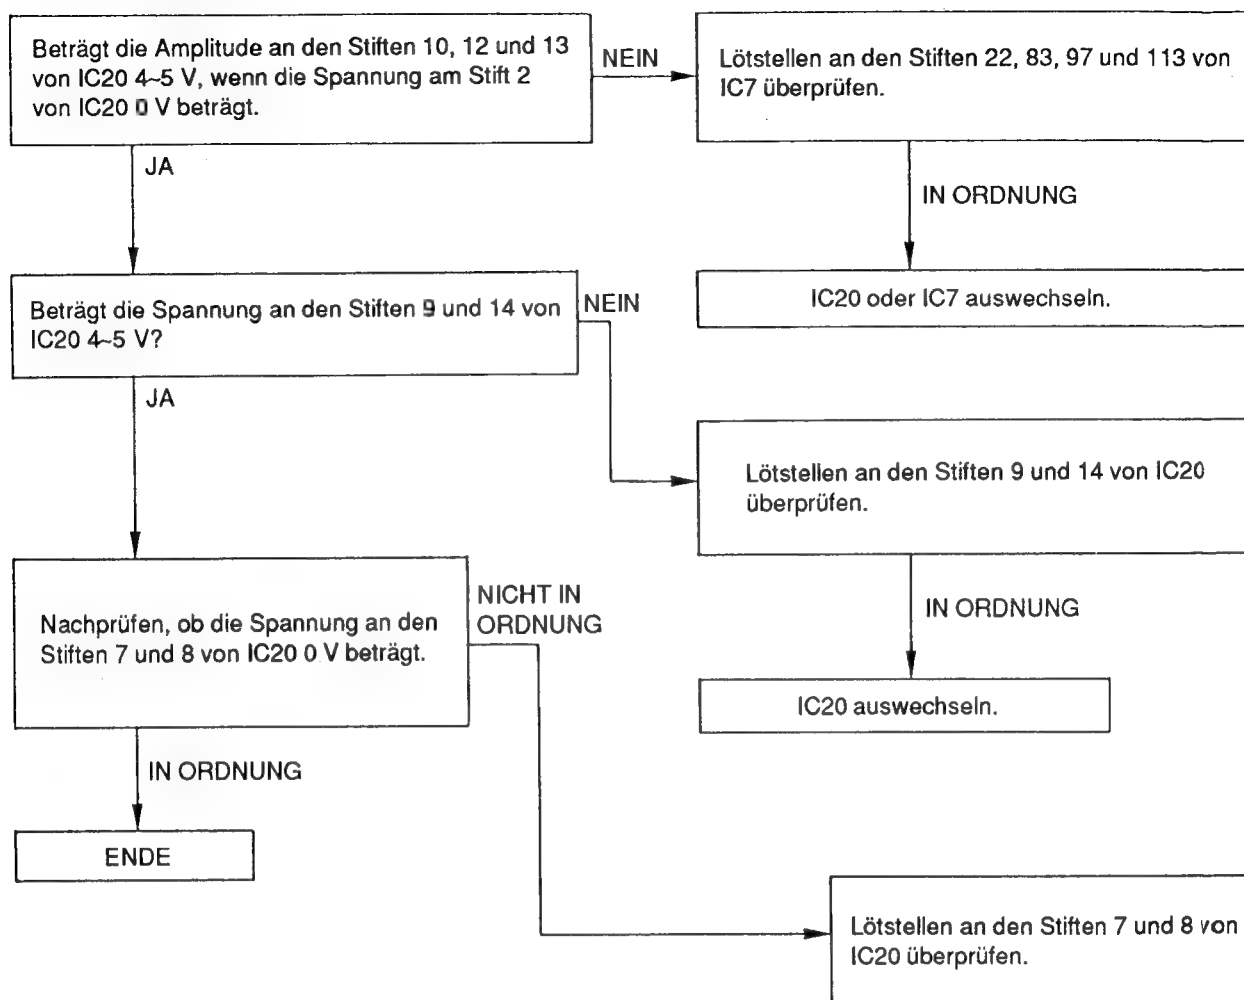 Beträgt die Amplitude an den Stiften 10, 12 und 13
von IC20 4~5 V, wenn die Spannung am Stift 2
von IC20 0 V beträgt.
NEIN
Lötstellen an den Stiften 22, 83, 97 und 113 von
IC7 überprüfen.
JA
IN ORDNUNG
IC20 oder IC7 auswechseln.
Beträgt die Spannung an den Stiften 9 und 14 von
IC20 4~5 V?
NEIN
JA
Lötstellen an den Stiften 9 und 14 von IC20
überprüfen.
IN ORDNUNG
IC20 auswechseln.
Nachprüfen, ob die Spannung an den
Stiften 7 und 8 von IC20 0 V beträgt.
NICHT IN
ORDNUNG
IN ORDNUNG
ENDE
Lötstellen an den Stiften 7 und 8 von
IC20 überprüfen.